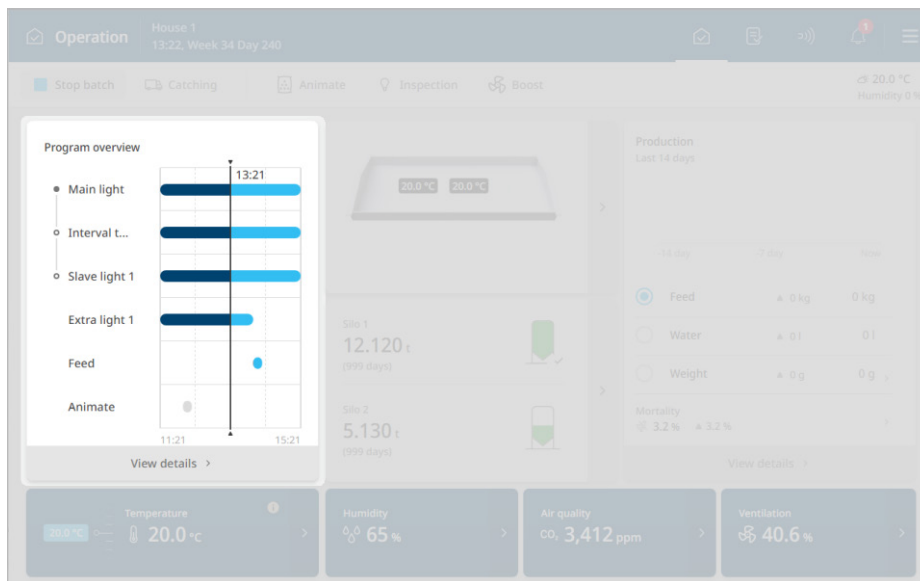 Operation
House 1
13:22, Week 34 Day 240
1
Stop batch
Catching
Animate
Inspection
Boost
20.0 °C
Humidity 0 %
Program overview
13:21
Main light
Interval t...
Slave light 1
Extra light 1
Feed
Animate
11:21
15:21
View details
20.0 °C 20.0 °C
Silo 1
12.120 t
(999 days)
Silo 2
5.130 t
(999 days)
Production
Last 14 days
-14 day -7 day Now
Feed ▲ 0 kg 0 kg
Water ▲ 0 l 0 l
Weight ▲ 0 g 0 g
Mortality
3.2 % ▲ 3.2 %
View details
Temperature
20.0 °C
20.0 °C
Humidity
65 %
Air quality
CO₂ 3,412 ppm
Ventilation
40.6 %